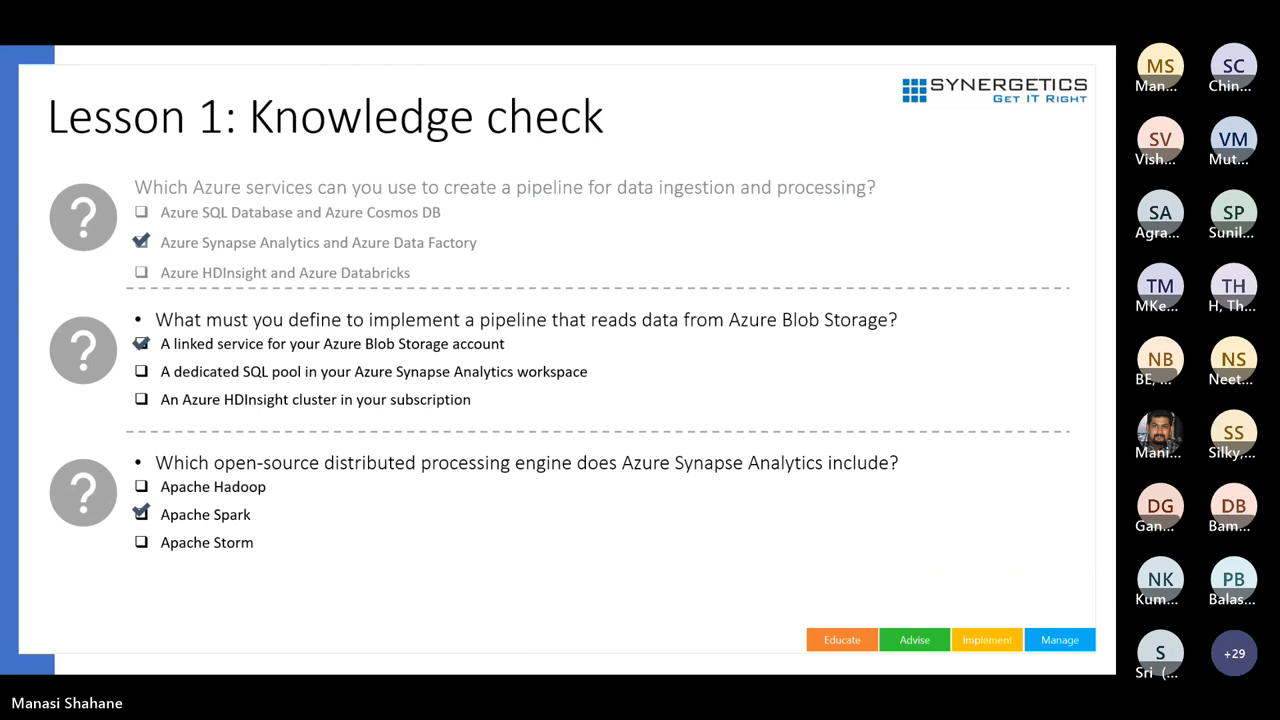 SYNERGETICS
GET IT RIGHT
Lesson 1: Knowledge check
Which Azure services can you use to create a pipeline for data ingestion and processing?
Azure SQL Database and Azure Cosmos DB
Azure Synapse Analytics and Azure Data Factory
Azure HDInsight and Azure Databricks
• What must you define to implement a pipeline that reads data from Azure Blob Storage?
A linked service for your Azure Blob Storage account
A dedicated SQL pool in your Azure Synapse Analytics workspace
An Azure HDInsight cluster in your subscription
• Which open-source distributed processing engine does Azure Synapse Analytics include?
Apache Hadoop
Apache Spark
Apache Storm
?
?
?
Educate Advise Implement Manage
MS SC
Man... Chin...
SV VM
Vish... Mut...
SA SP
Agra... Sunil...
TM TH
MKe... H, Th...
NB NS
BE, ... Neet...
SS
Mani... Silky,...
DG DB
Gan... Bam...
NK PB
Kum... Balas...
S +29
Sri (...
Manasi Shahane